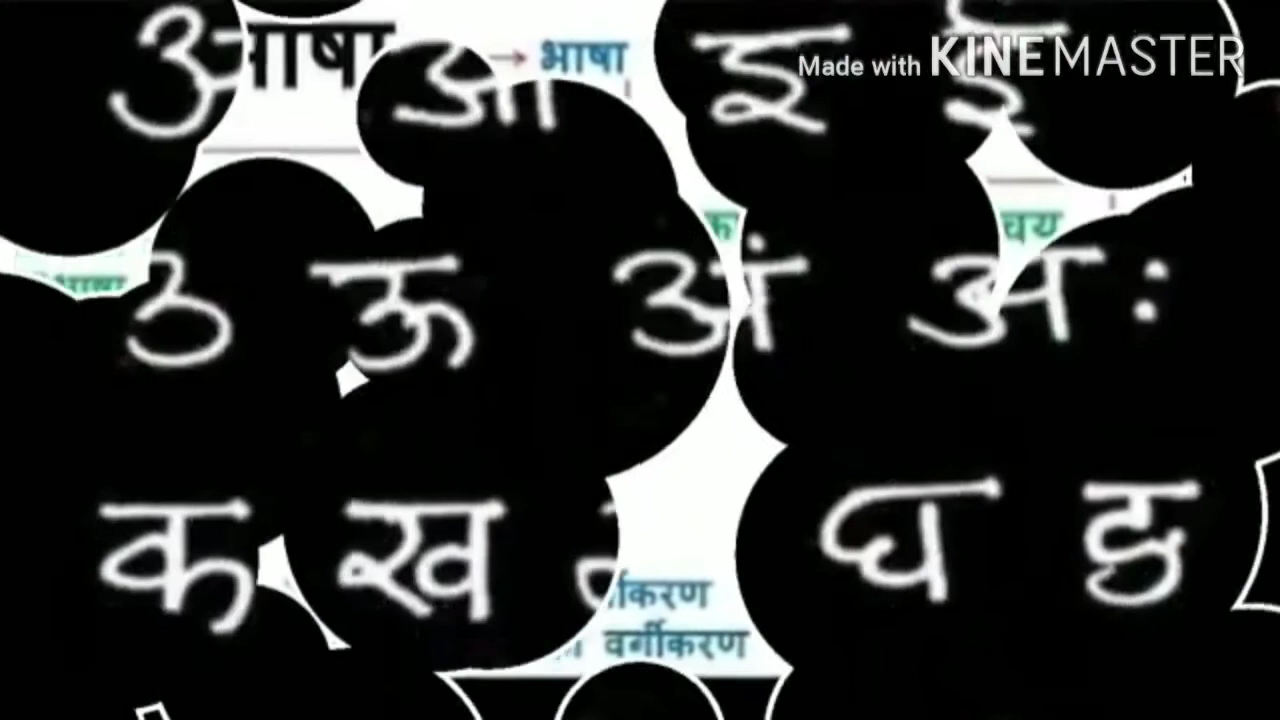 Made with KINEMASTER
अ आ इ ई
भाषा
उ ऊ अं अः
क ख घ ङ
वर्गीकरण